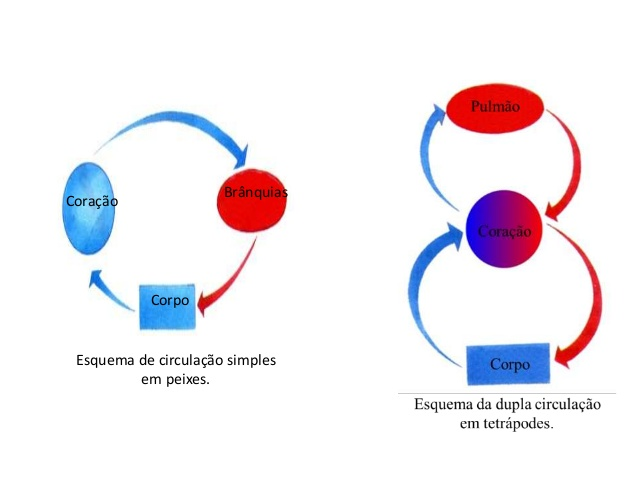 Coração
Brânquias
Corpo
Esquema de circulação simples
em peixes.
Pulmão
Coração
Corpo
Esquema da dupla circulação
em tetrápodes.